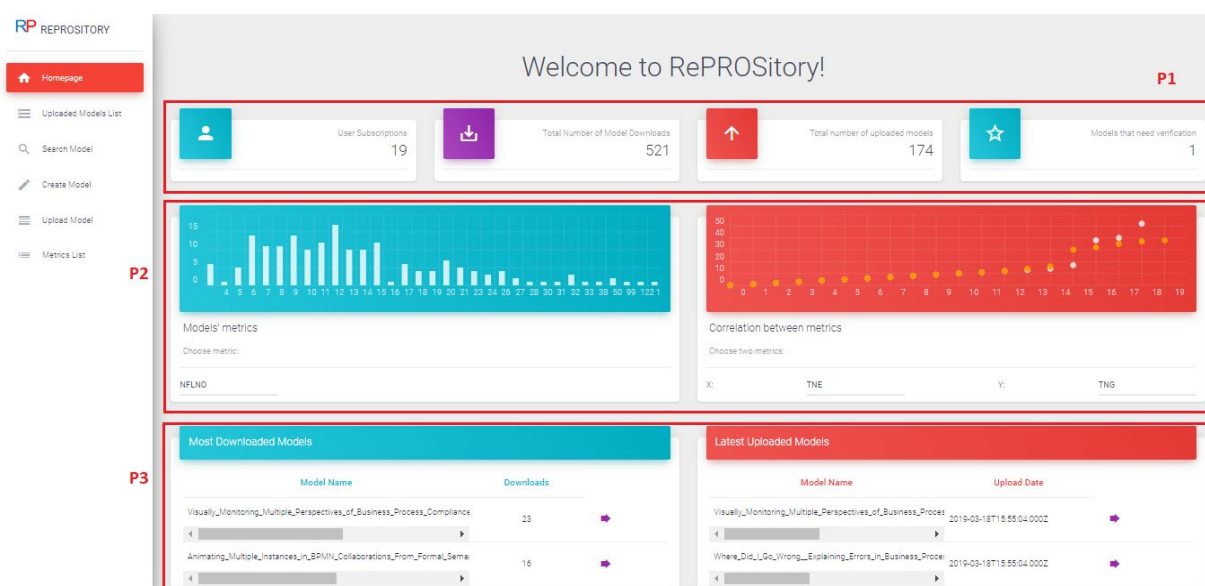 RP REPROSITORY
Homepage
Uploaded Models List
Search Model
Create Model
Upload Model
Metrics List
Welcome to RePROSitory!
P1
User Subscriptions
19
Total Number of Model Downloads
521
Total number of uploaded models
174
Models that need verification
1
P2
15
10
5
0
4 5 6 7 8 9 10 11 12 13 14 15 16 17 18 19 20 21 23 24 26 27 28 30 31 32 33 38 50 99 122 1
Models' metrics
Choose metric:
NFLNO
50
40
30
20
10
0
0 1 2 3 4 5 6 7 8 9 10 11 12 13 14 15 16 17 18 19
Correlation between metrics
Choose two metrics:
X: TNE Y: TNG
P3
Most Downloaded Models
Model Name Downloads
Visually_Monitoring_Multiple_Perspectives_of_Business_Process_Compliance 23
Animating_Multiple_Instances_in_BPMN_Collaborations_From_Formal_Sema 16
Latest Uploaded Models
Model Name Upload Date
Visually_Monitoring_Multiple_Perspectives_of_Business_Proces 2019-03-18T15:55:04.000Z
Where_Did_I_Go_Wrong__Explaining_Errors_in_Business_Proce 2019-03-18T15:55:04.000Z